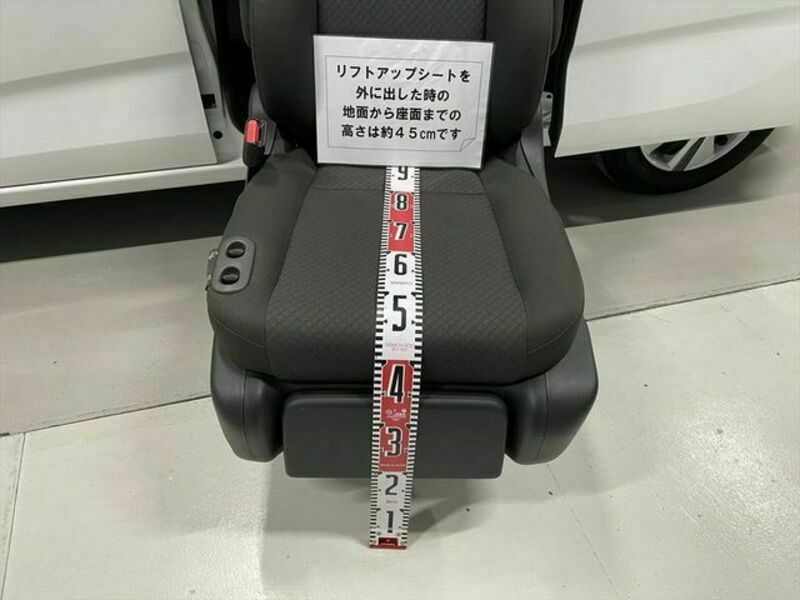 リフトアップシートを
外に出した時の
地面から座面までの
高さは約45cmです
9
8
7
6
5
4
3
2
1